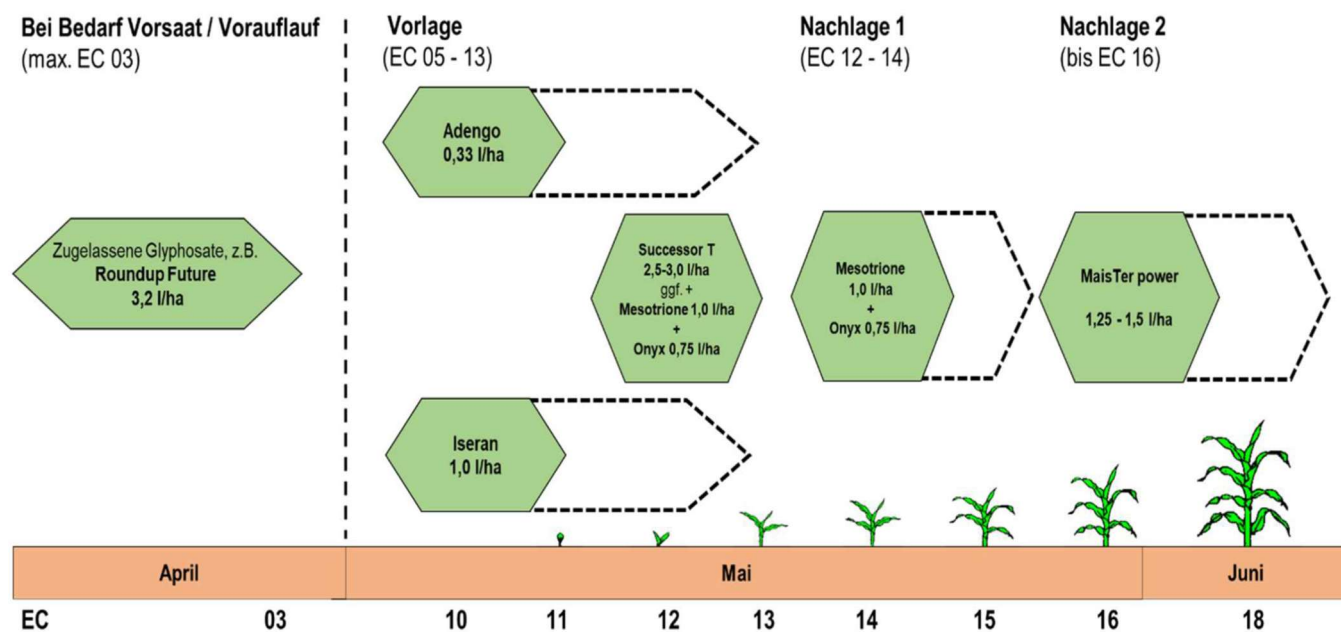 Bei Bedarf Vorsaat / Vorauflauf
(max. EC 03)
Vorlage
(EC 05 - 13)
Nachlage 1
(EC 12 - 14)
Nachlage 2
(bis EC 16)
Adengo
0,33 l/ha
Zugelassene Glyphosate, z.B.
Roundup Future
3,2 l/ha
Successor T
2,5-3,0 l/ha
ggf. +
Mesotrione 1,0 l/ha
+
Onyx 0,75 l/ha
Mesotrione
1,0 l/ha
+
Onyx 0,75 l/ha
MaisTer power
1,25 - 1,5 l/ha
Iseran
1,0 l/ha
April
Mai
Juni
EC 03 10 11 12 13 14 15 16 18